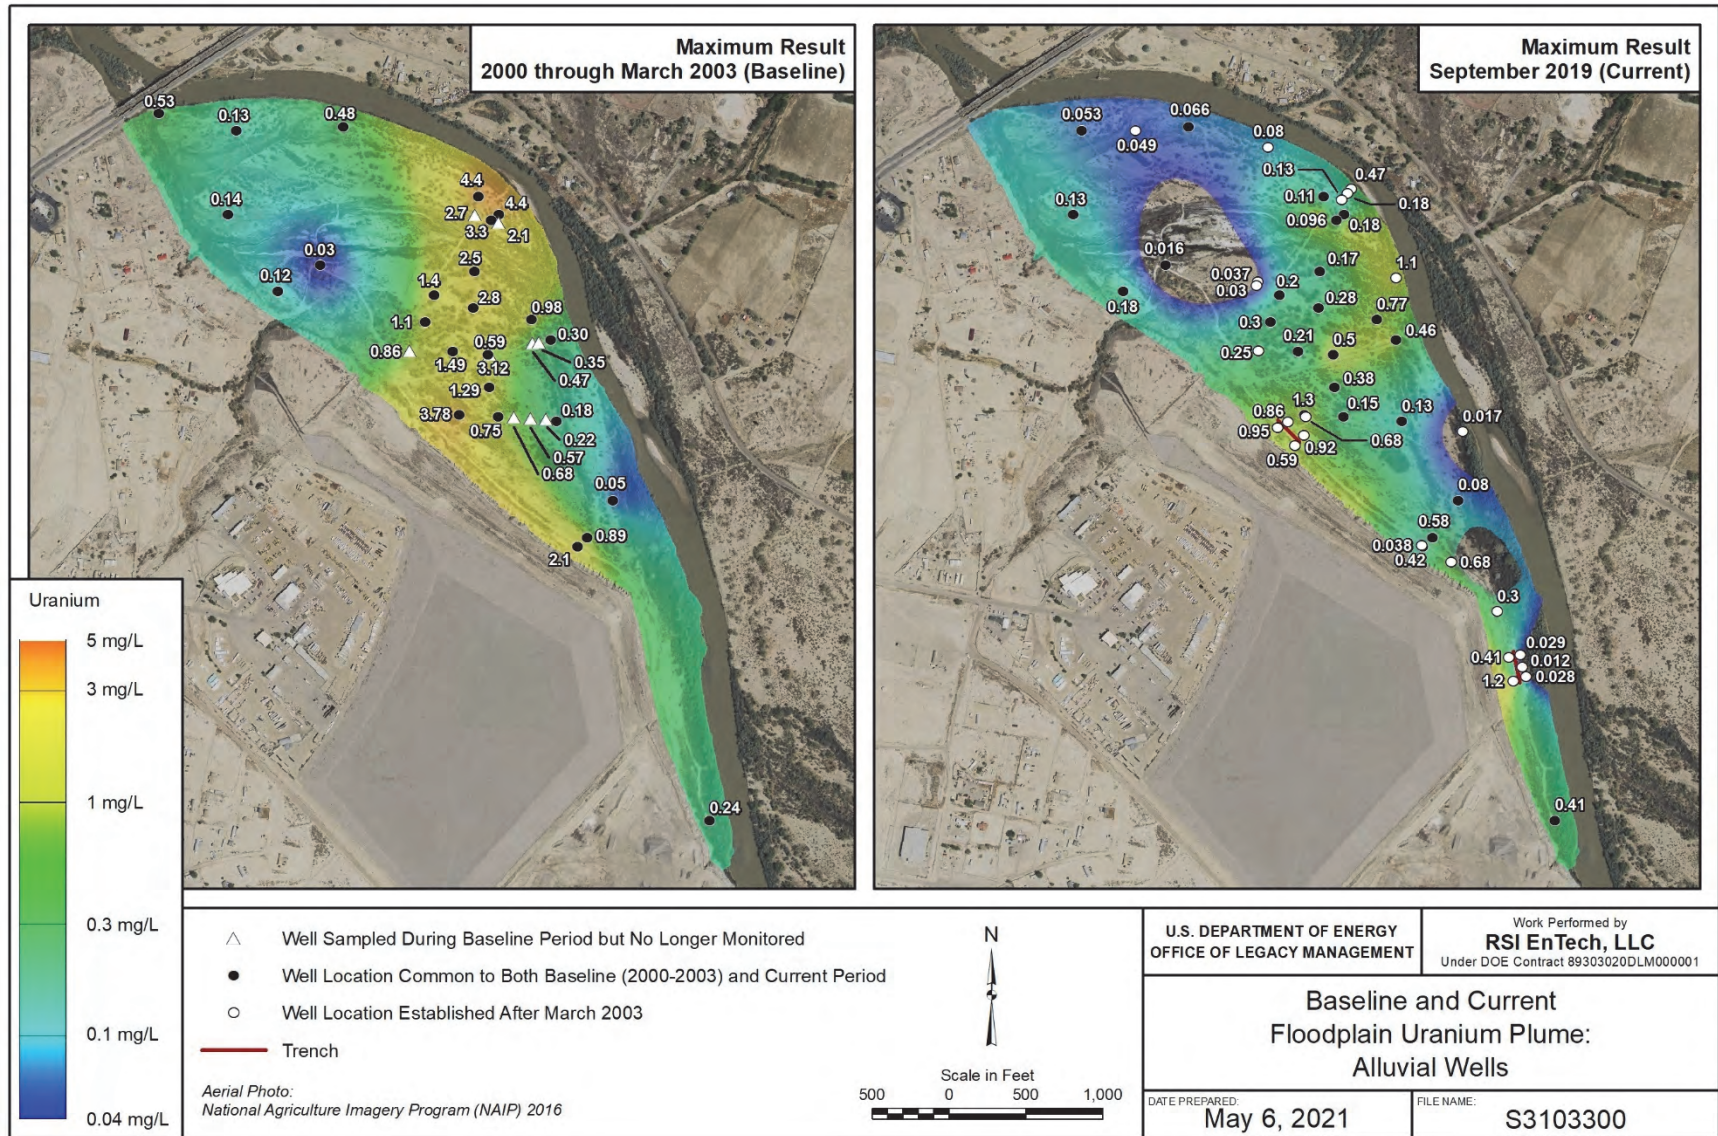 Maximum Result
2000 through March 2003 (Baseline)
0.53
0.13
0.48
4.4
0.14
2.7
4.4
3.3
2.1
0.03
2.5
0.12
1.4
2.8
0.98
1.1
0.30
0.86
0.59
0.35
1.49
3.12
0.47
1.29
3.78
0.75
0.18
0.22
0.57
0.68
0.05
0.89
2.1
0.24
Maximum Result
September 2019 (Current)
0.053
0.066
0.049
0.08
0.13
0.47
0.11
0.18
0.13
0.096
0.18
0.016
0.17
1.1
0.037
0.03
0.2
0.18
0.28
0.77
0.3
0.46
0.21
0.25
0.5
0.38
1.3
0.86
0.15
0.13
0.017
0.95
0.68
0.92
0.59
0.08
0.58
0.038
0.42
0.68
0.3
0.029
0.41
0.012
1.2
0.028
0.41
Uranium
5 mg/L
3 mg/L
1 mg/L
0.3 mg/L
0.1 mg/L
0.04 mg/L
Well Sampled During Baseline Period but No Longer Monitored
Well Location Common to Both Baseline (2000-2003) and Current Period
Well Location Established After March 2003
Trench
Aerial Photo:
National Agriculture Imagery Program (NAIP) 2016
N
Scale in Feet
500 0 500 1,000
U.S. DEPARTMENT OF ENERGY
OFFICE OF LEGACY MANAGEMENT
Work Performed by
RSI EnTech, LLC
Under DOE Contract 89303020DLM000001
Baseline and Current
Floodplain Uranium Plume:
Alluvial Wells
DATE PREPARED:
May 6, 2021
FILE NAME:
S3103300